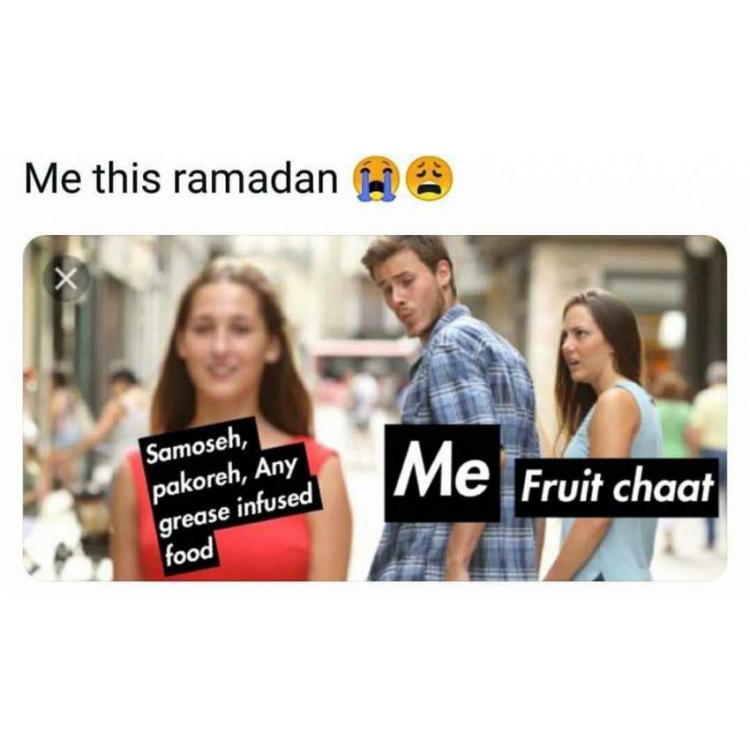 Me this ramadan 😭😩
Samoseh,
pakoreh, Any
grease infused
food
Me
Fruit chaat